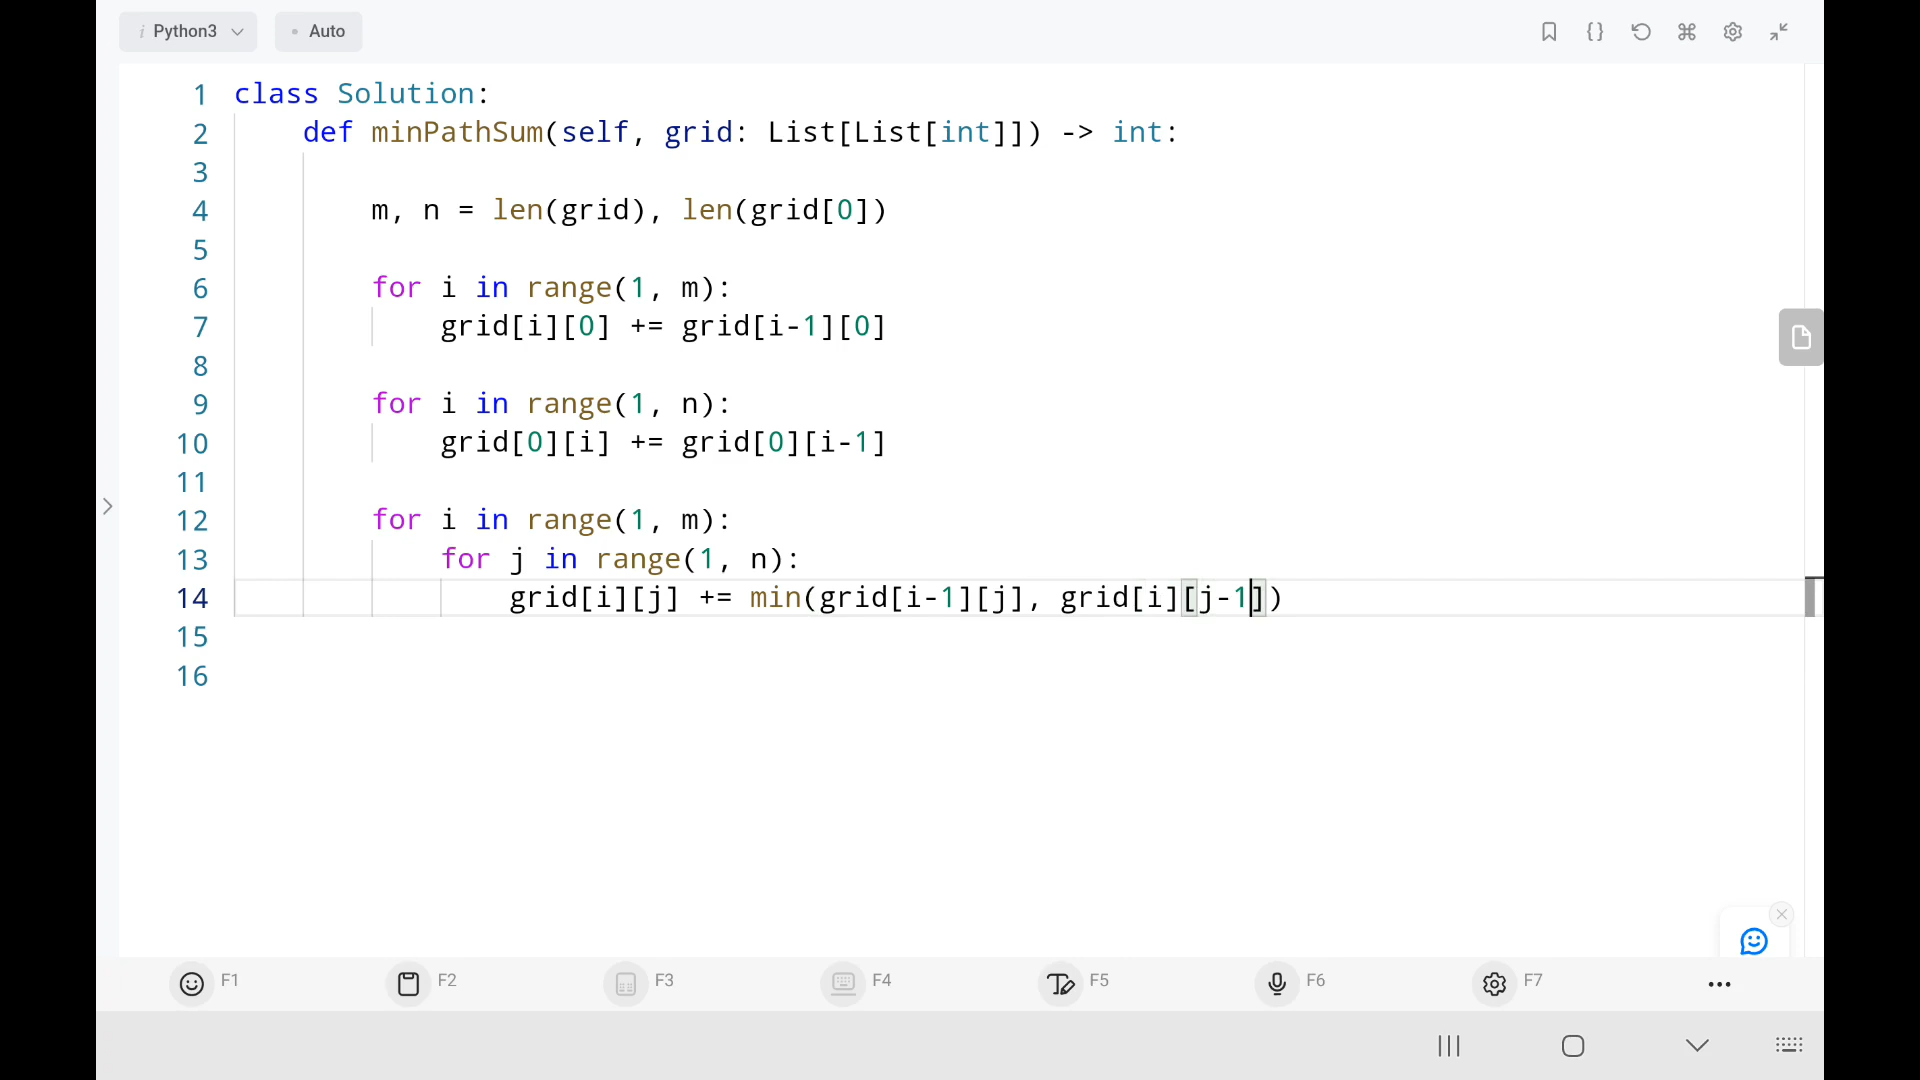 i Python3 Auto
1 class Solution:
2 def minPathSum(self, grid: List[List[int]]) -> int:
3
4 m, n = len(grid), len(grid[0])
5
6 for i in range(1, m):
7 grid[i][0] += grid[i-1][0]
8
9 for i in range(1, n):
10 grid[0][i] += grid[0][i-1]
11
12 for i in range(1, m):
13 for j in range(1, n):
14 grid[i][j] += min(grid[i-1][j], grid[i][j-1])
15
16
F1 F2 F3 F4 F5 F6 F7